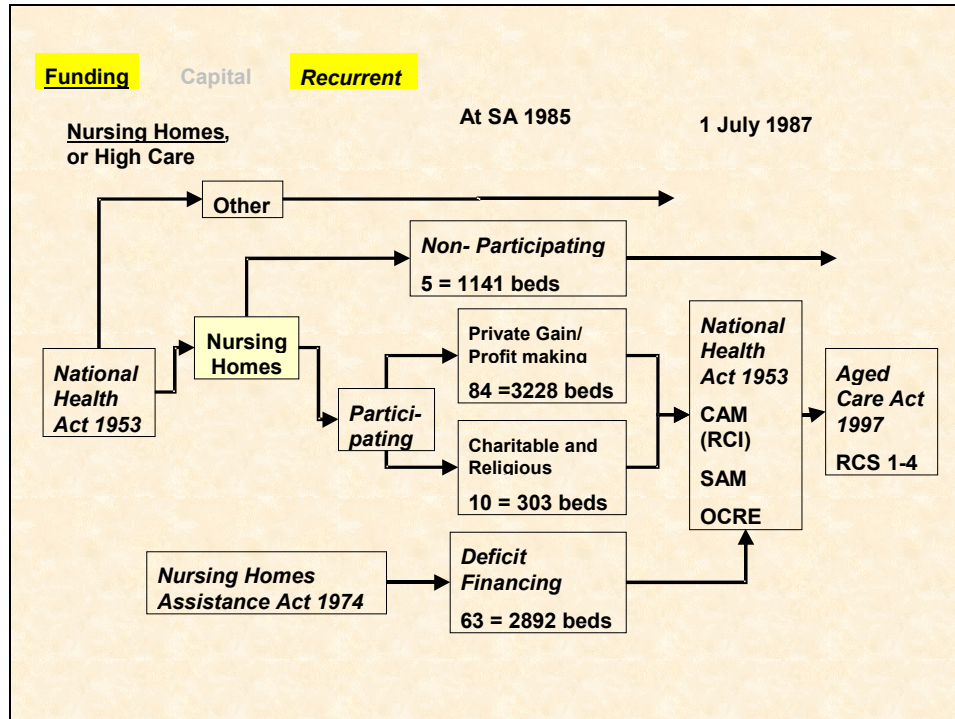 Funding Capital Recurrent
At SA 1985
1 July 1987
Nursing Homes,
or High Care
Other
Non- Participating
5 = 1141 beds
Nursing
Homes
National
Health
Act 1953
Partici-
pating
Private Gain/
Profit making
84 =3228 beds
Charitable and
Religious
10 = 303 beds
National
Health
Act 1953
CAM
(RCI)
SAM
OCRE
Aged
Care Act
1997
RCS 1-4
Nursing Homes
Assistance Act 1974
Deficit
Financing
63 = 2892 beds